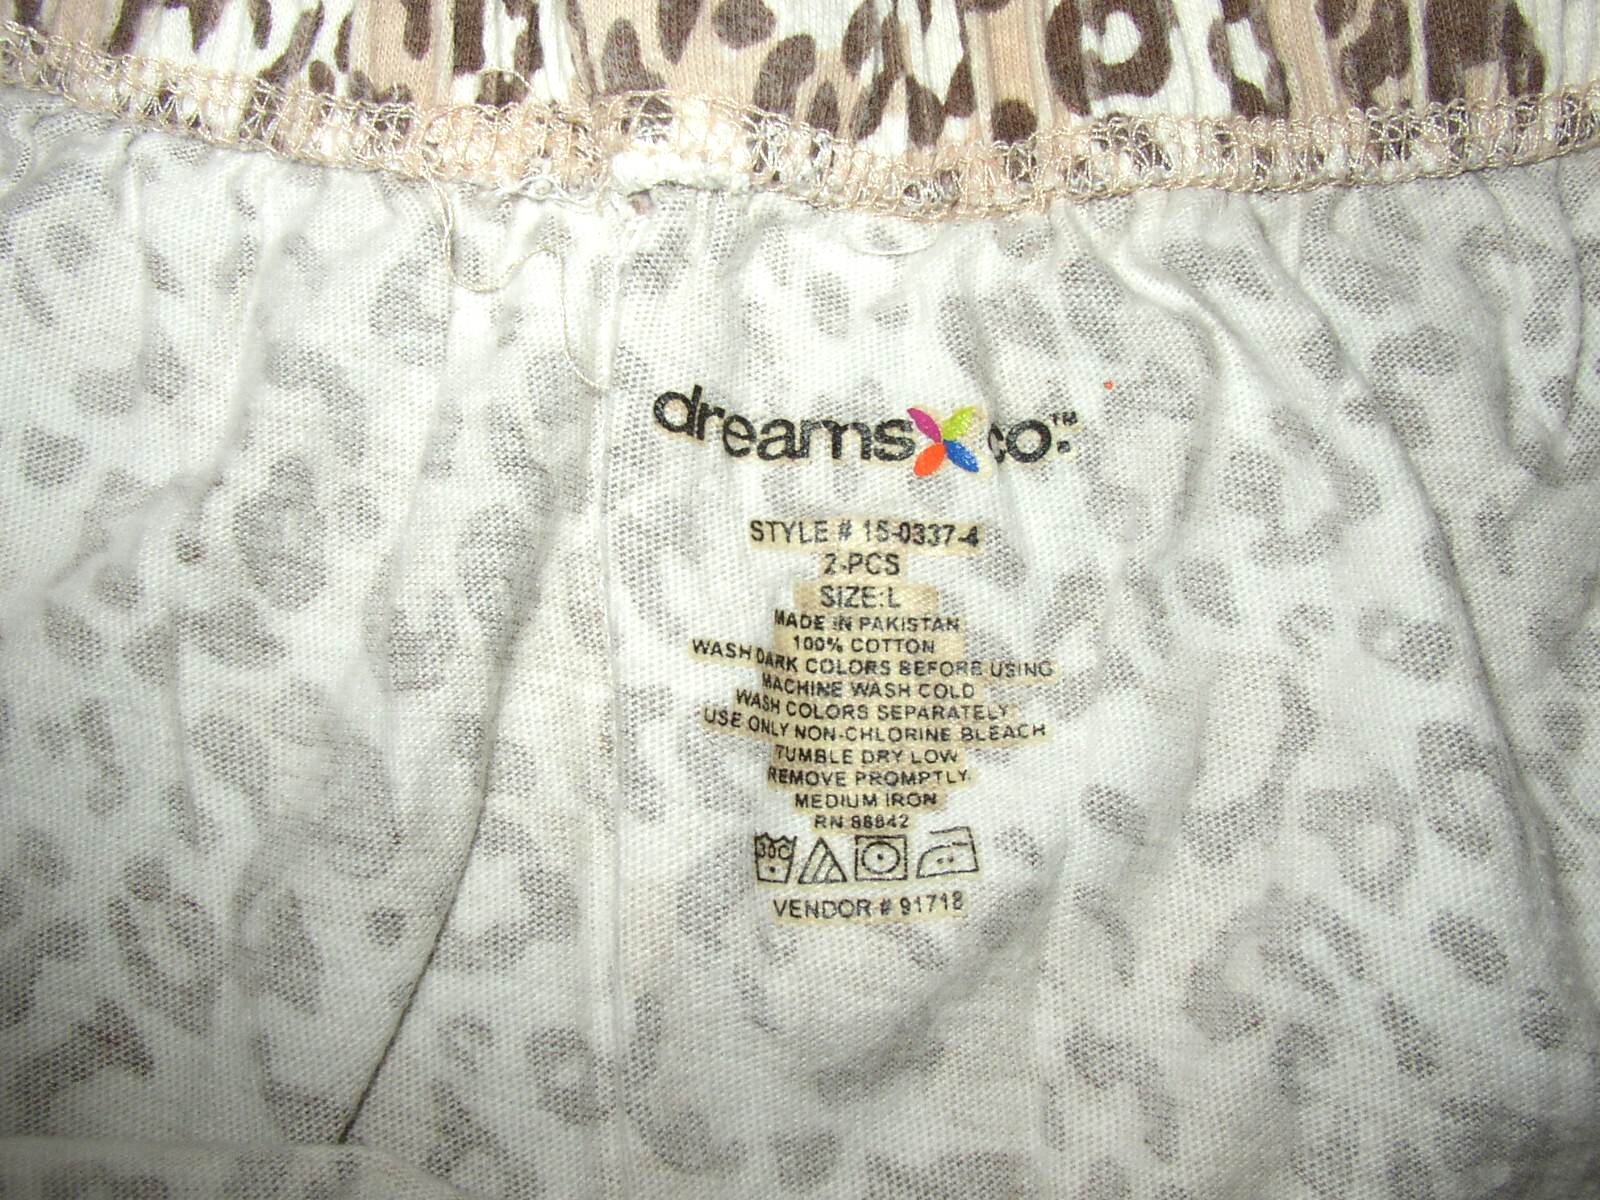 dreams co.™
STYLE # 15-0337-4
2-PCS
SIZE:L
MADE IN PAKISTAN
100% COTTON
WASH DARK COLORS BEFORE USING
MACHINE WASH COLD
WASH COLORS SEPARATELY
USE ONLY NON-CHLORINE BLEACH
TUMBLE DRY LOW
REMOVE PROMPTLY.
MEDIUM IRON
RN
30C
VENDOR # 91718